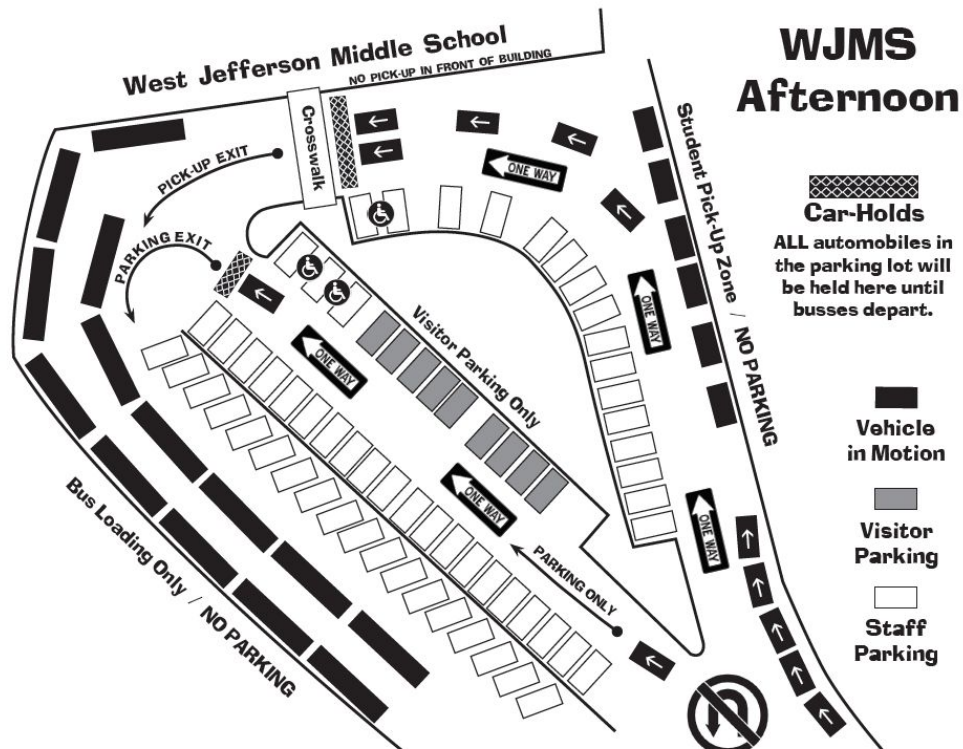 WJMS
Afternoon
West Jefferson Middle School
NO PICK-UP IN FRONT OF BUILDING
Crosswalk
PICK-UP EXIT
PARKING EXIT
ONE WAY
Student Pick-Up Zone / NO PARKING
ONE WAY
Visitor Parking Only
ONE WAY
ONE WAY
ONE WAY
PARKING ONLY
Bus Loading Only / NO PARKING
Car-Holds
ALL automobiles in
the parking lot will
be held here until
busses depart.
Vehicle
in Motion
Visitor
Parking
Staff
Parking